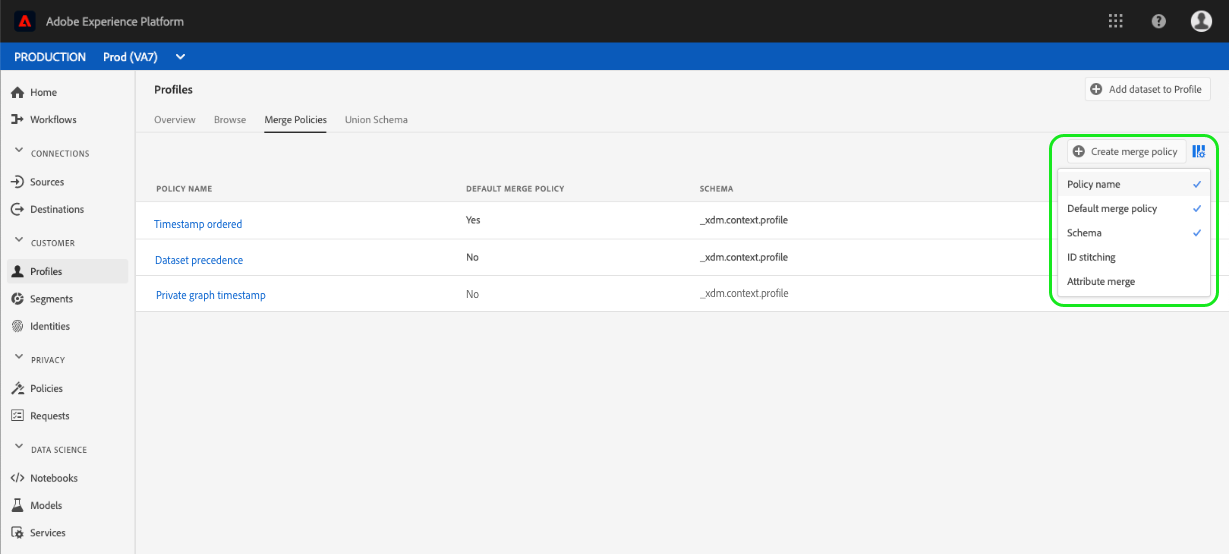 Adobe Experience Platform
PRODUCTION Prod (VA7)
Home
Workflows
CONNECTIONS
Sources
Destinations
CUSTOMER
Profiles
Segments
Identities
PRIVACY
Policies
Requests
DATA SCIENCE
Notebooks
Models
Services
Profiles
Add dataset to Profile
Overview Browse Merge Policies Union Schema
Create merge policy
POLICY NAME DEFAULT MERGE POLICY SCHEMA
Timestamp ordered Yes _xdm.context.profile
Dataset precedence No _xdm.context.profile
Private graph timestamp No _xdm.context.profile
Policy name
Default merge policy
Schema
ID stitching
Attribute merge